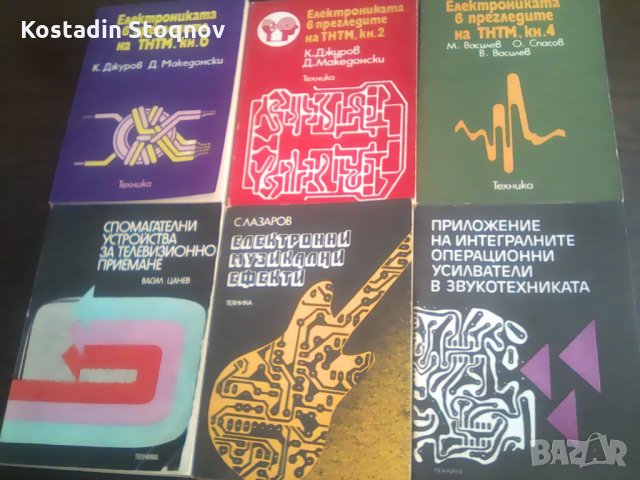 Kostadin Stoqnov
Електрониката
в прегледите
на ТНТМ, кн. 6
К. Джуров Д. Македонски
Техника
Електрониката
в прегледите
на ТНТМ, кн. 2
К. Джуров
Д. Македонски
Техника
Електрониката
в прегледите
на ТНТМ, кн. 4
М. Василев О. Спасов
В. Василев
Техника
СПОМАГАТЕЛНИ
УСТРОЙСТВА
ЗА ТЕЛЕВИЗИОННО
ПРИЕМАНЕ
ВАСИЛ ЦАНЕВ
ТЕХНИКА
С. ЛАЗАРОВ
ЕЛЕКТРОННИ
МУЗИКАЛНИ
ЕФЕКТИ
ТЕХНИКА
ПРИЛОЖЕНИЕ
НА ИНТЕГРАЛНИТЕ
ОПЕРАЦИОННИ
УСИЛВАТЕЛИ
В ЗВУКОТЕХНИКАТА
ТЕХНИКА
BAZAR